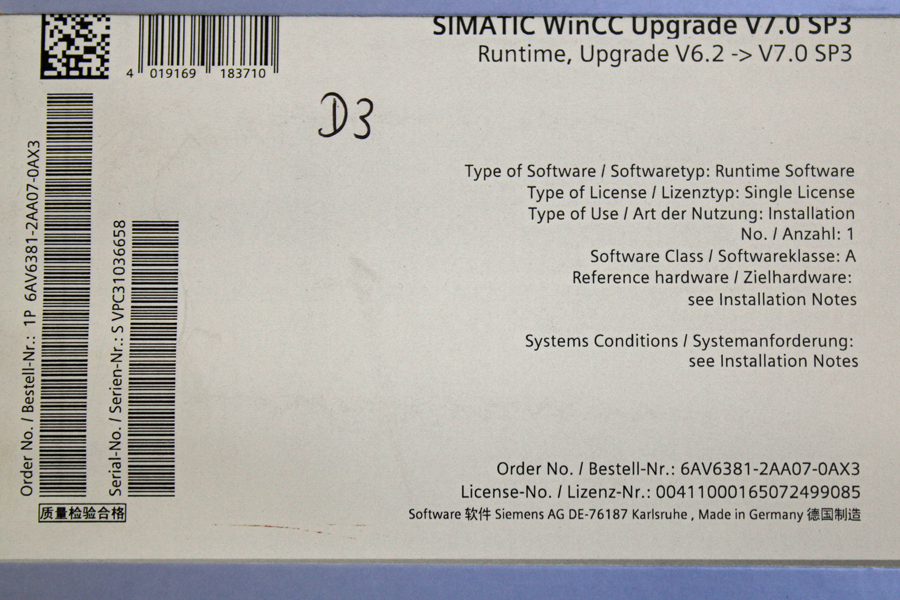 SIMATIC WinCC Upgrade V7.0 SP3
Runtime, Upgrade V6.2 -> V7.0 SP3
4 019169 183710
D3
Type of Software / Softwaretyp: Runtime Software
Type of License / Lizenztyp: Single License
Type of Use / Art der Nutzung: Installation
No. / Anzahl: 1
Software Class / Softwareklasse: A
Reference hardware / Zielhardware:
see Installation Notes
Systems Conditions / Systemanforderung:
see Installation Notes
Order No. / Bestell-Nr.: 1P 6AV6381-2AA07-0AX3
Serial-No. / Serien-Nr.: S VPC31036658
质量检验合格
Order No. / Bestell-Nr.: 6AV6381-2AA07-0AX3
License-No. / Lizenz-Nr.: 00411000165072499085
Software 软件 Siemens AG DE-76187 Karlsruhe , Made in Germany 德国制造